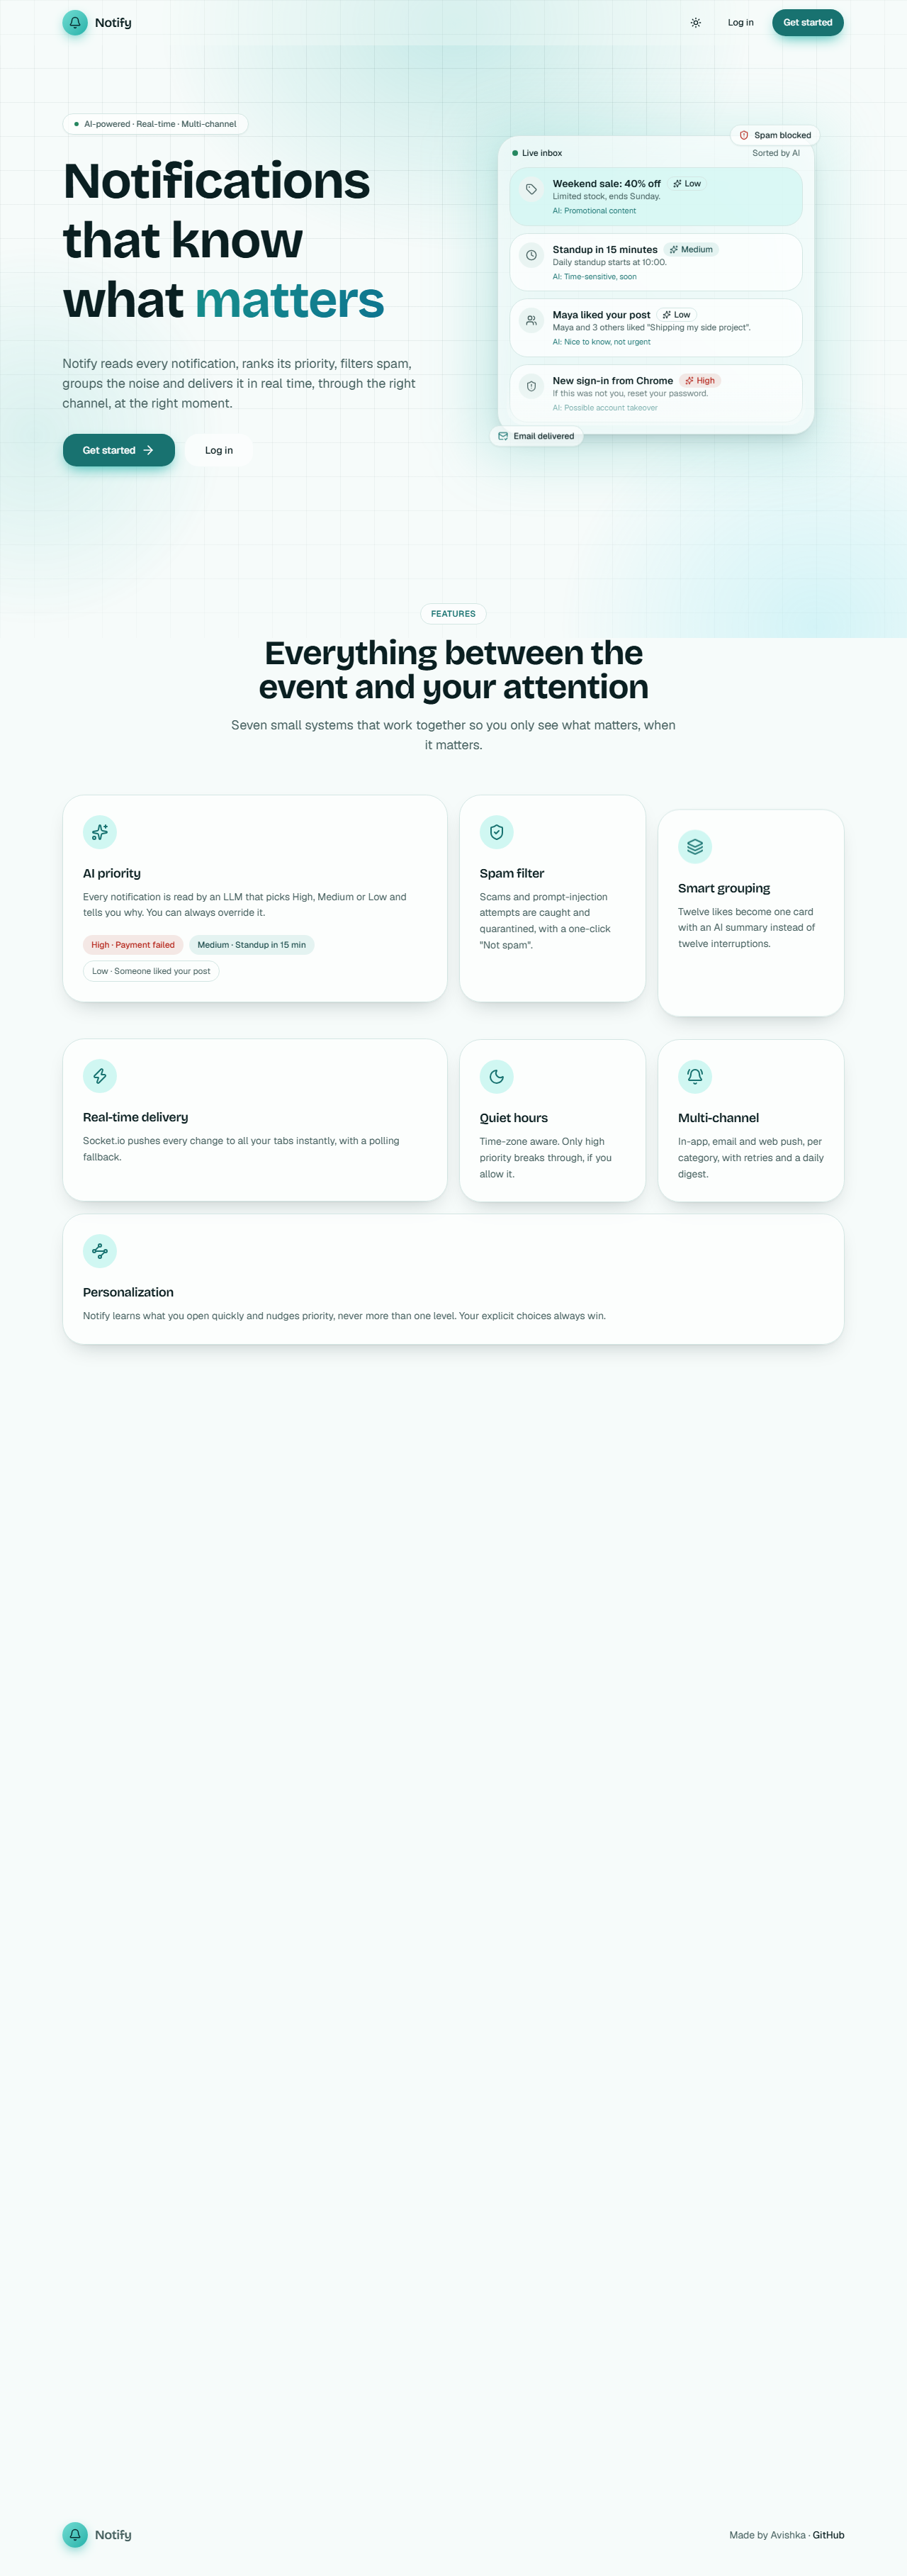 Notify
Log in
Get started
AI-powered · Real-time · Multi-channel
Notifications
that know
what matters
Notify reads every notification, ranks its priority, filters spam,
groups the noise and delivers it in real time, through the right
channel, at the right moment.
Get started
Log in
Spam blocked
Live inbox
Sorted by AI
Weekend sale: 40% off
Low
Limited stock, ends Sunday.
AI: Promotional content
Standup in 15 minutes
Medium
Daily standup starts at 10:00.
AI: Time-sensitive, soon
Maya liked your post
Low
Maya and 3 others liked "Shipping my side project".
AI: Nice to know, not urgent
New sign-in from Chrome
High
If this was not you, reset your password.
AI: Possible account takeover
Email delivered
FEATURES
Everything between the
event and your attention
Seven small systems that work together so you only see what matters, when
it matters.
AI priority
Every notification is read by an LLM that picks High, Medium or Low and
tells you why. You can always override it.
High · Payment failed
Medium · Standup in 15 min
Low · Someone liked your post
Spam filter
Scams and prompt-injection
attempts are caught and
quarantined, with a one-click
"Not spam".
Smart grouping
Twelve likes become one card
with an AI summary instead of
twelve interruptions.
Real-time delivery
Socket.io pushes every change to all your tabs instantly, with a polling
fallback.
Quiet hours
Time-zone aware. Only high
priority breaks through, if you
allow it.
Multi-channel
In-app, email and web push, per
category, with retries and a daily
digest.
Personalization
Notify learns what you open quickly and nudges priority, never more than one level. Your explicit choices always win.
Notify
Made by Avishka · GitHub